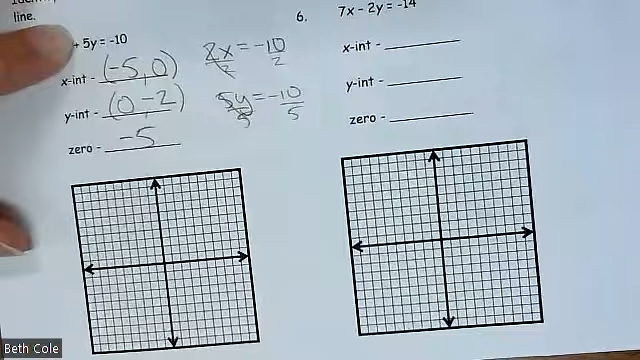 line.
+ 5y = -10
x-int - (-5, 0)
y-int - (0, -2)
zero - -5
2x = -10
2 2
5y = -10
5 5
6. 7x - 2y = -14
x-int -
y-int -
zero -
Beth Cole